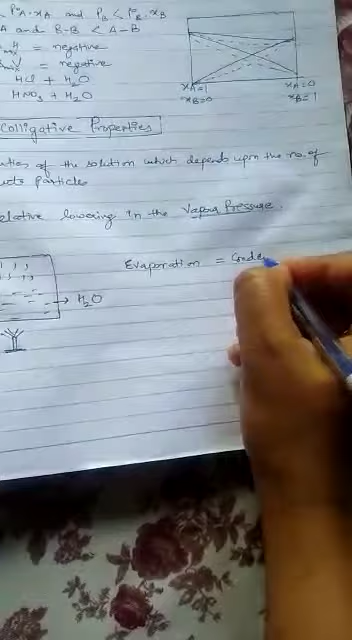 P°A · xA and PB < P°B · xB
A and B-B < A-B
H = negative
V = negative
HCl + H2O
HNO3 + H2O
xA=1 xA=0
xB=0 xB=1
Colligative Properties
of the solution which depends upon the no. of
particles
elative lowering in the Vapour Pressure.
Evaporation = Conde
→ H2O